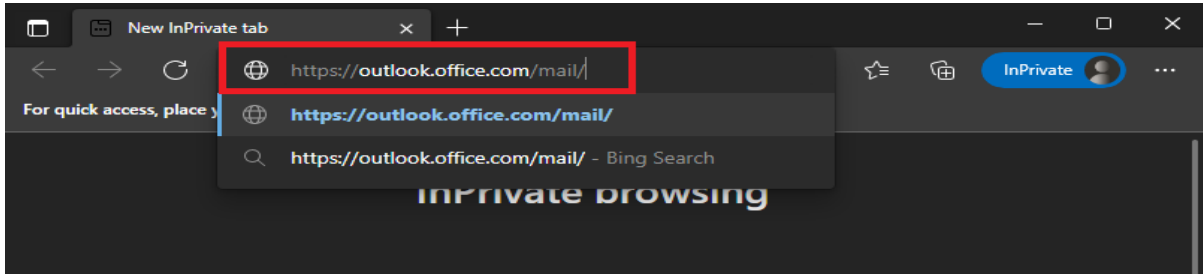 New InPrivate tab
https://outlook.office.com/mail/
InPrivate
For quick access, place y
https://outlook.office.com/mail/
https://outlook.office.com/mail/ - Bing Search
InPrivate browsing